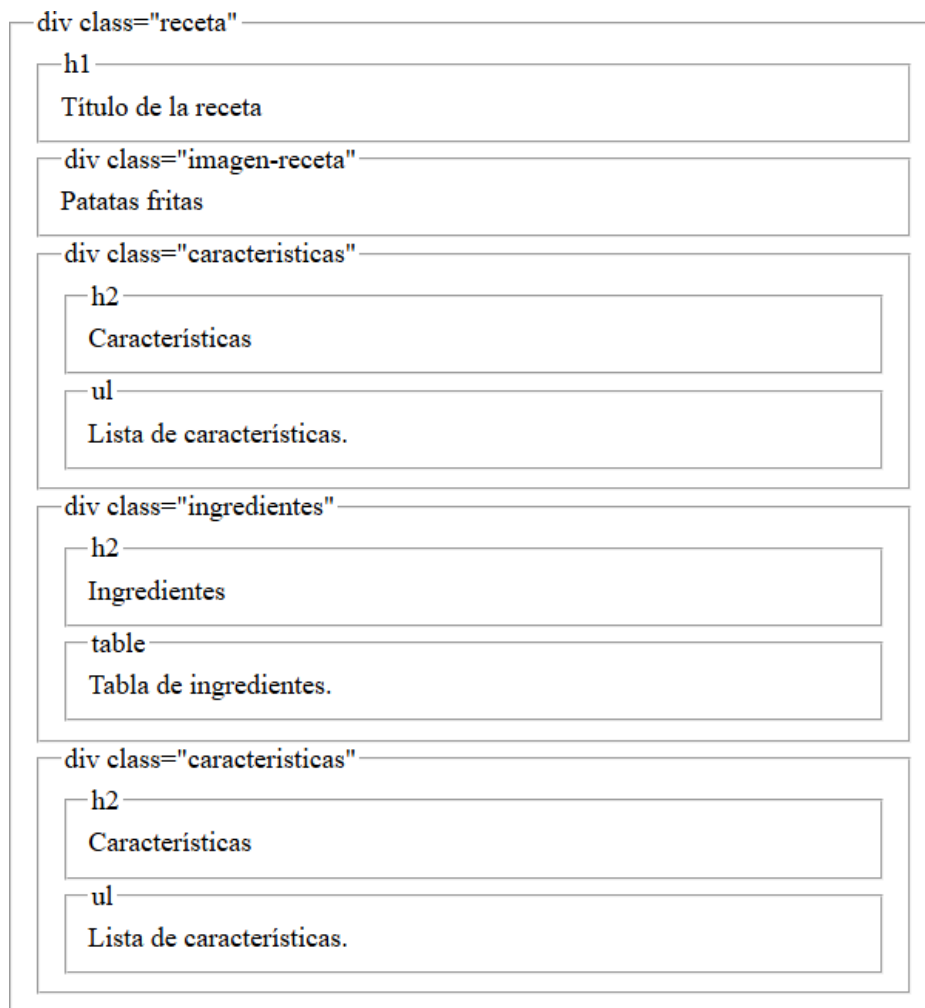 div class="receta"
h1
Título de la receta
div class="imagen-receta"
Patatas fritas
div class="caracteristicas"
h2
Características
ul
Lista de características.
div class="ingredientes"
h2
Ingredientes
table
Tabla de ingredientes.
div class="caracteristicas"
h2
Características
ul
Lista de características.